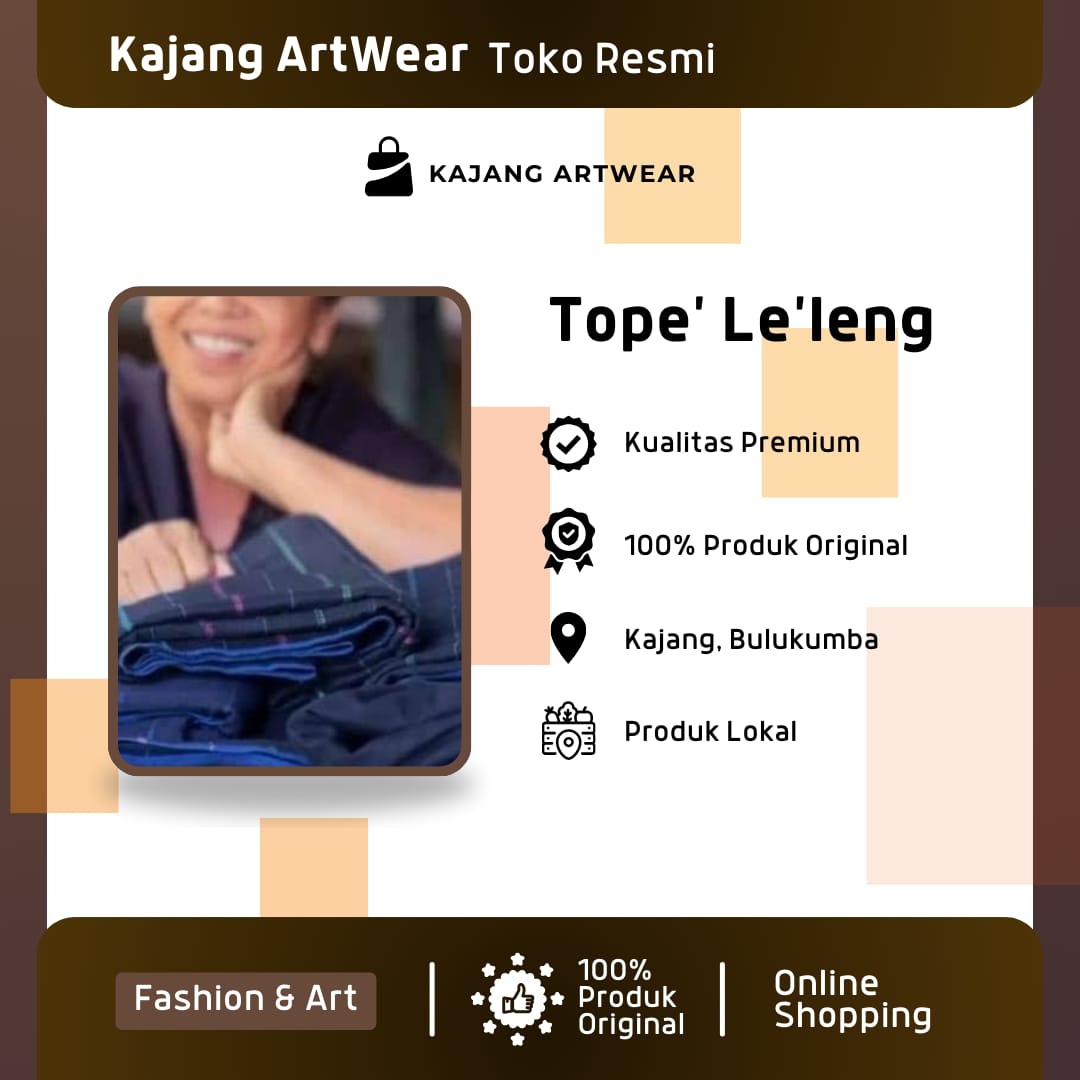 Kajang ArtWear Toko Resmi
KAJANG ARTWEAR
Tope' Le'leng
Kualitas Premium
100% Produk Original
Kajang, Bulukumba
Produk Lokal
Fashion & Art
100%
Produk
Original
Online
Shopping